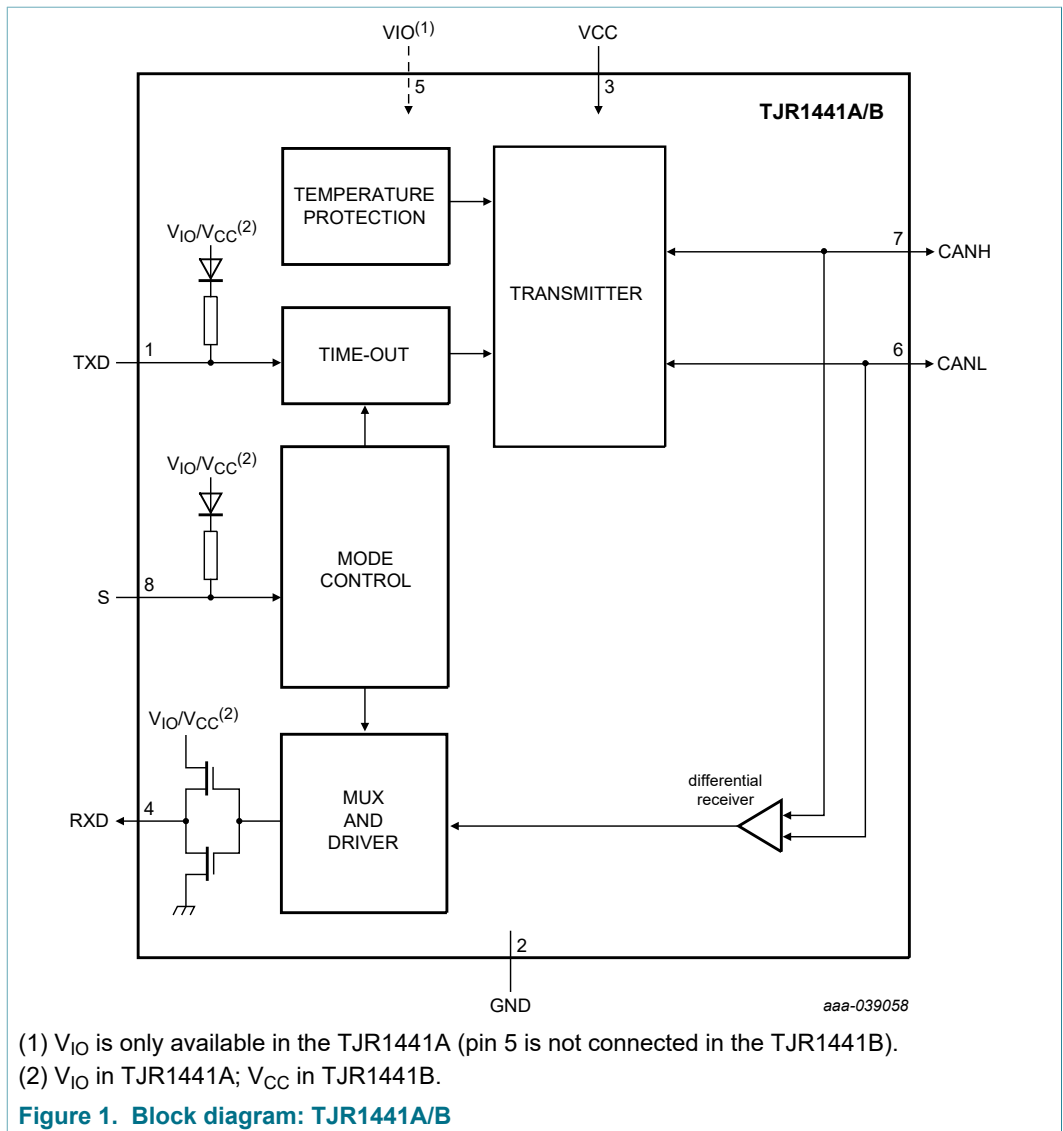 VIO(1)
VCC
5
3
TJR1441A/B
TEMPERATURE
PROTECTION
VIO/VCC(2)
7
CANH
TRANSMITTER
1
TXD
TIME-OUT
6
CANL
VIO/VCC(2)
MODE
CONTROL
8
S
VIO/VCC(2)
differential
receiver
MUX
AND
DRIVER
4
RXD
2
GND
aaa-039058
(1) VIO is only available in the TJR1441A (pin 5 is not connected in the TJR1441B).
(2) VIO in TJR1441A; VCC in TJR1441B.
Figure 1. Block diagram: TJR1441A/B